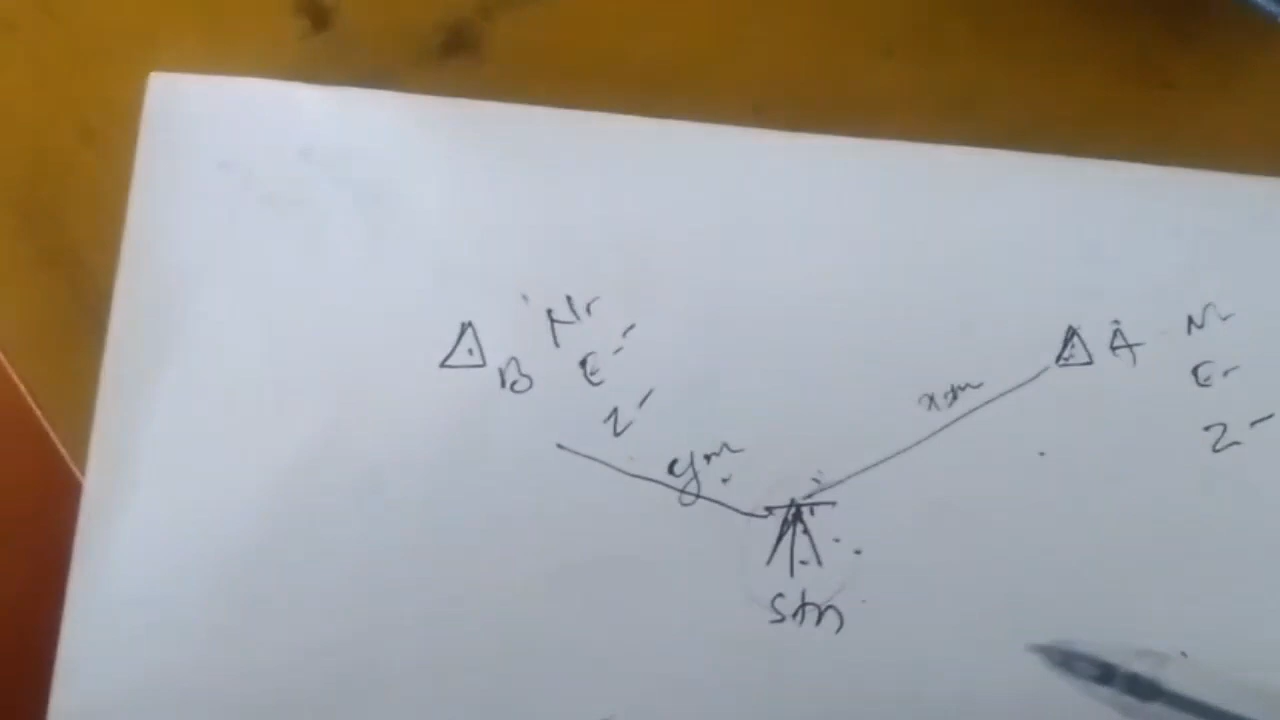 B
N-
E-
Z-
ym
xm
A
N-
E-
Z-
Stn